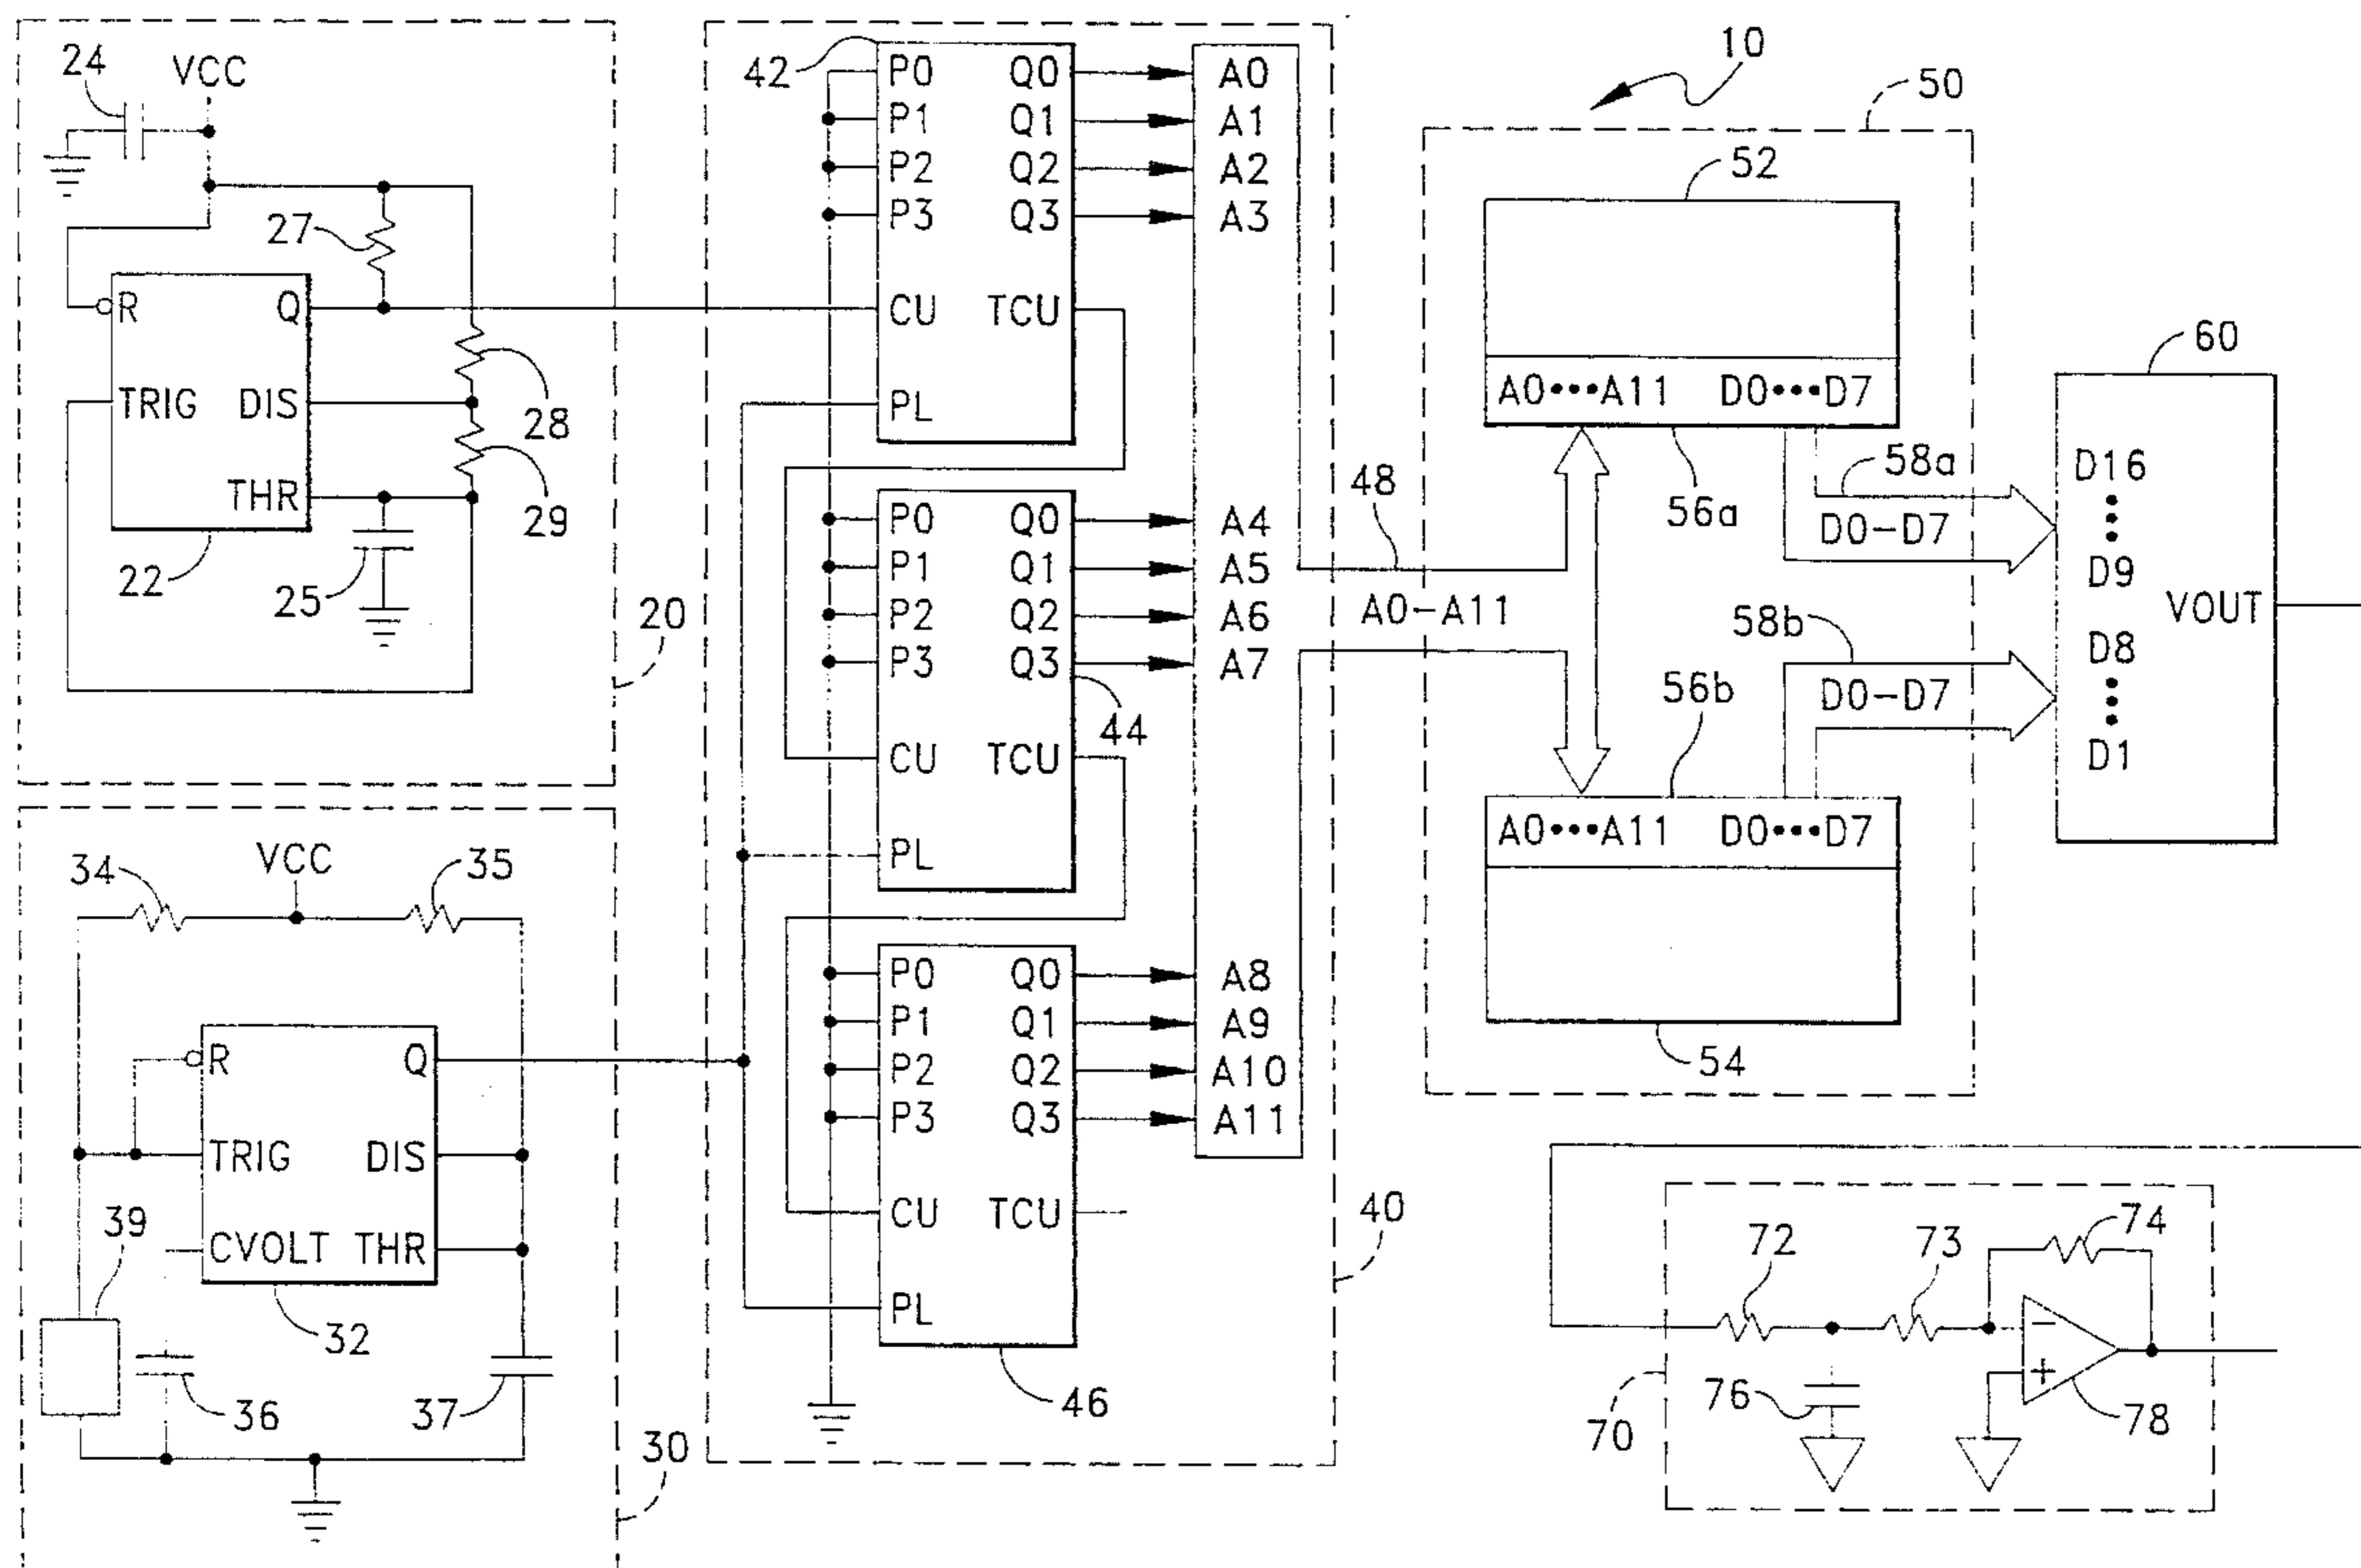 24
VCC
27
R
Q
TRIG
DIS
THR
28
29
22
25
20
34
VCC
35
R
Q
TRIG
DIS
CVOLT
THR
39
32
36
37
30
42
P0
Q0
P1
Q1
P2
Q2
P3
Q3
CU
TCU
PL
P0
Q0
P1
Q1
P2
Q2
P3
Q3
44
CU
TCU
PL
P0
Q0
P1
Q1
P2
Q2
P3
Q3
CU
TCU
PL
46
A0
A1
A2
A3
A4
A5
A6
A7
A8
A9
A10
A11
40
48
A0-A11
10
50
52
A0•••A11 D0•••D7
56a
58a
D0-D7
58b
D0-D7
56b
A0•••A11 D0•••D7
54
60
D16
D9
VOUT
D8
D1
72
73
74
76
−
+
78
70